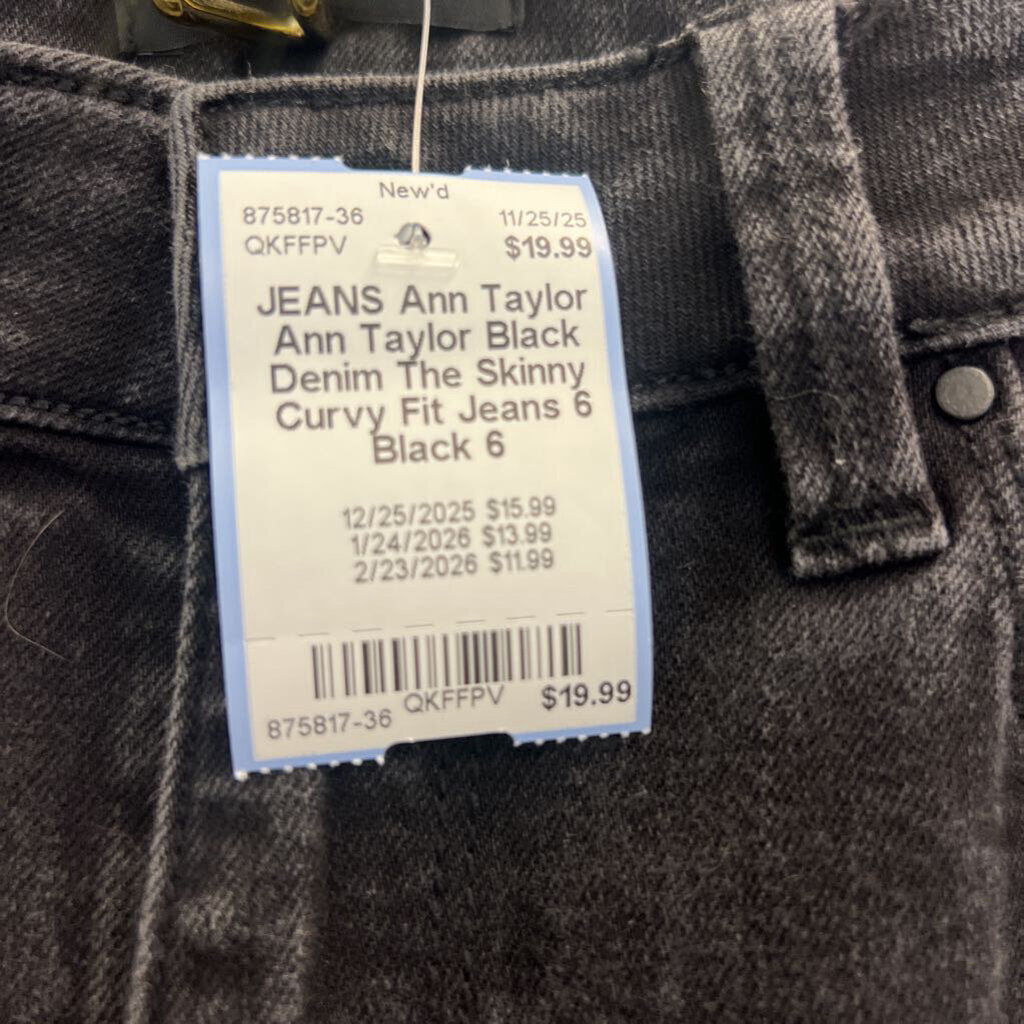 New'd
875817-36 11/25/25
QKFFPV $19.99
JEANS Ann Taylor
Ann Taylor Black
Denim The Skinny
Curvy Fit Jeans 6
Black 6
12/25/2025 $15.99
1/24/2026 $13.99
2/23/2026 $11.99
875817-36 QKFFPV $19.99